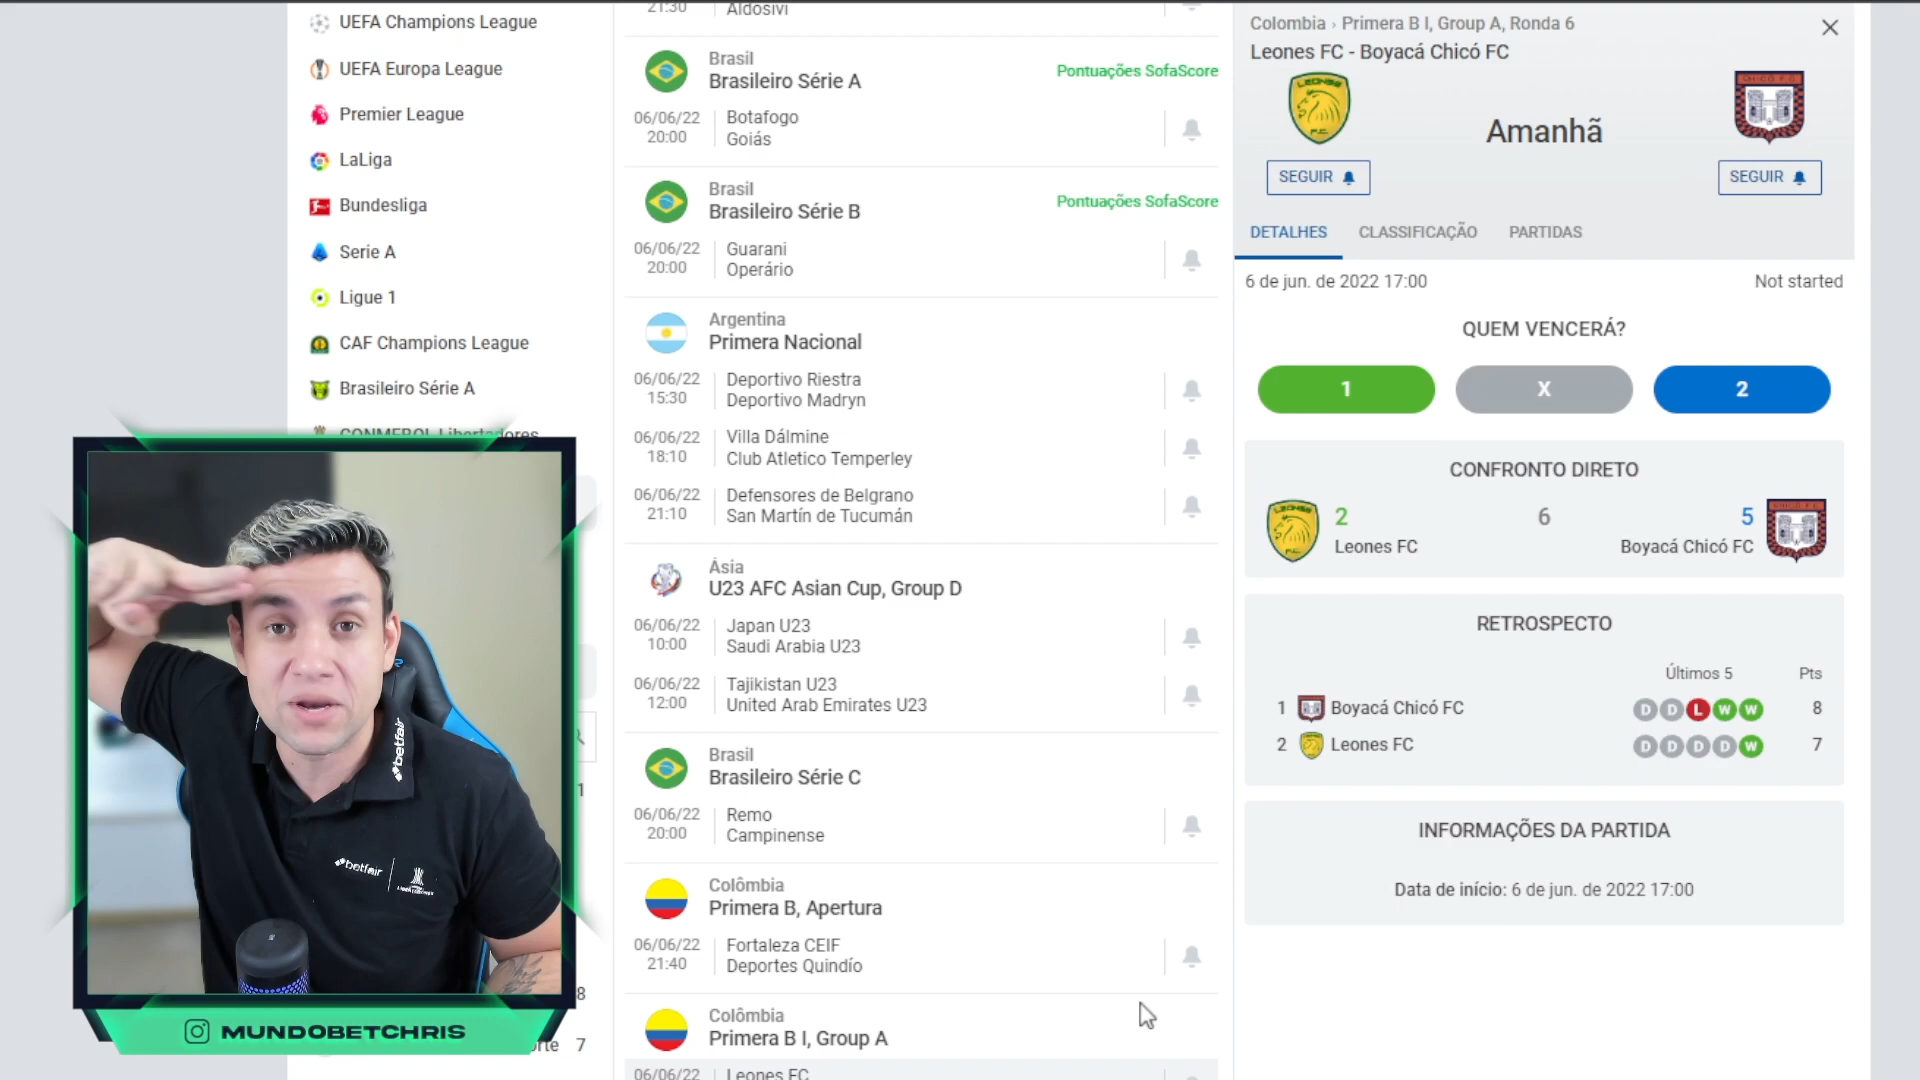 UEFA Champions League
UEFA Europa League
Premier League
LaLiga
Bundesliga
Serie A
Ligue 1
CAF Champions League
Brasileiro Série A
CONMEBOL Libertadores
1
8
7
betfair
betfair
LIBERTADORES
MUNDOBETCHRIS
21:30
Aldosivi
Brasil
Brasileiro Série A
Pontuações SofaScore
06/06/22
20:00
Botafogo
Goiás
Brasil
Brasileiro Série B
Pontuações SofaScore
06/06/22
20:00
Guarani
Operário
Argentina
Primera Nacional
06/06/22
15:30
Deportivo Riestra
Deportivo Madryn
06/06/22
18:10
Villa Dálmine
Club Atletico Temperley
06/06/22
21:10
Defensores de Belgrano
San Martín de Tucumán
Ásia
U23 AFC Asian Cup, Group D
06/06/22
10:00
Japan U23
Saudi Arabia U23
06/06/22
12:00
Tajikistan U23
United Arab Emirates U23
Brasil
Brasileiro Série C
06/06/22
20:00
Remo
Campinense
Colômbia
Primera B, Apertura
06/06/22
21:40
Fortaleza CEIF
Deportes Quindío
Colômbia
Primera B I, Group A
06/06/22
Leones FC
Colombia › Primera B I, Group A, Ronda 6
Leones FC - Boyacá Chicó FC
LEONES
F.C.
Amanhã
CHICÓ F.C.
SEGUIR
SEGUIR
DETALHES CLASSIFICAÇÃO PARTIDAS
6 de jun. de 2022 17:00 Not started
QUEM VENCERÁ?
1 X 2
CONFRONTO DIRETO
2 6 5
Leones FC Boyacá Chicó FC
RETROSPECTO
Últimos 5 Pts
1 Boyacá Chicó FC D D L W W 8
2 Leones FC D D D D W 7
INFORMAÇÕES DA PARTIDA
Data de início: 6 de jun. de 2022 17:00